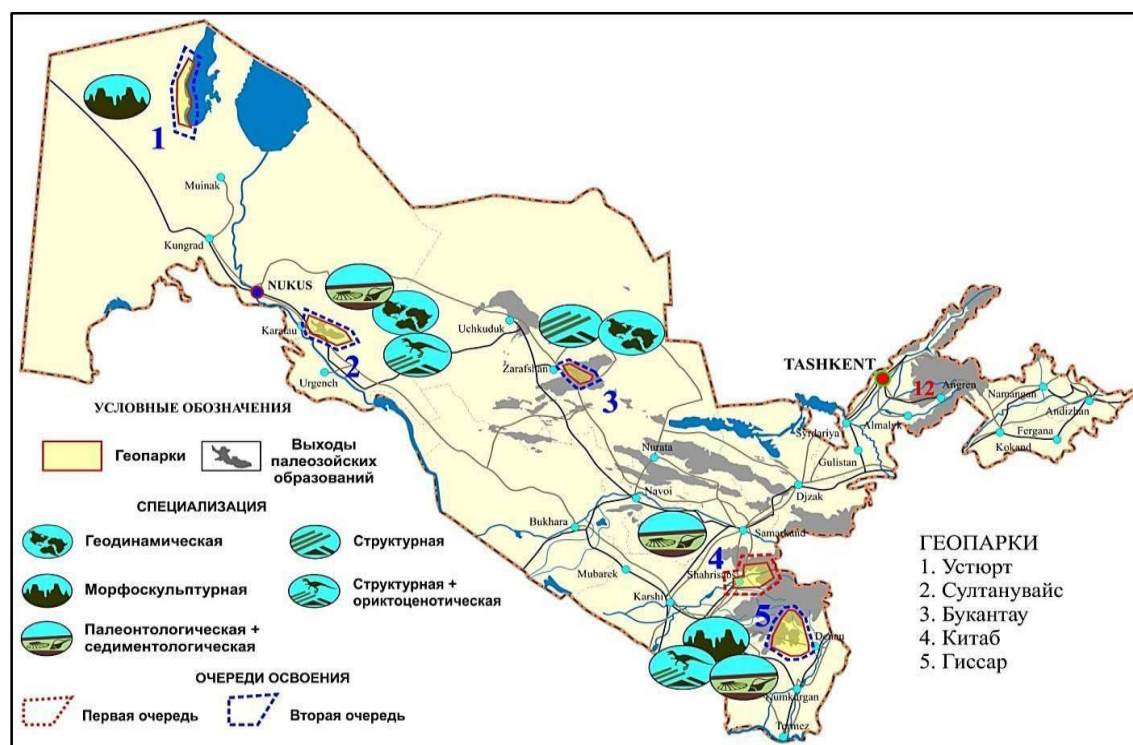 1
Muinak
Kungrad
NUKUS
Karatau
2
Urgench
Uchkuduk
Zarafshan
3
TASHKENT
12
Angren
Namangan
Andizhan
Almalyk
Fergana
Kokand
Syrdariya
Gulistan
Nurata
Djzak
Navoi
Bukhara
Samarkand
4
Shahrisabs
Mubarek
Karshi
5
Denau
Kumkurgan
Termez
УСЛОВНЫЕ ОБОЗНАЧЕНИЯ
Геопарки
Выходы
палеозойских
образований
СПЕЦИАЛИЗАЦИЯ
Геодинамическая
Структурная
Морфоскульптурная
Структурная +
ориктоценотическая
Палеонтологическая +
седиментологическая
ОЧЕРЕДИ ОСВОЕНИЯ
Первая очередь
Вторая очередь
ГЕОПАРКИ
1. Устюрт
2. Султанувайс
3. Букантау
4. Китаб
5. Гиссар